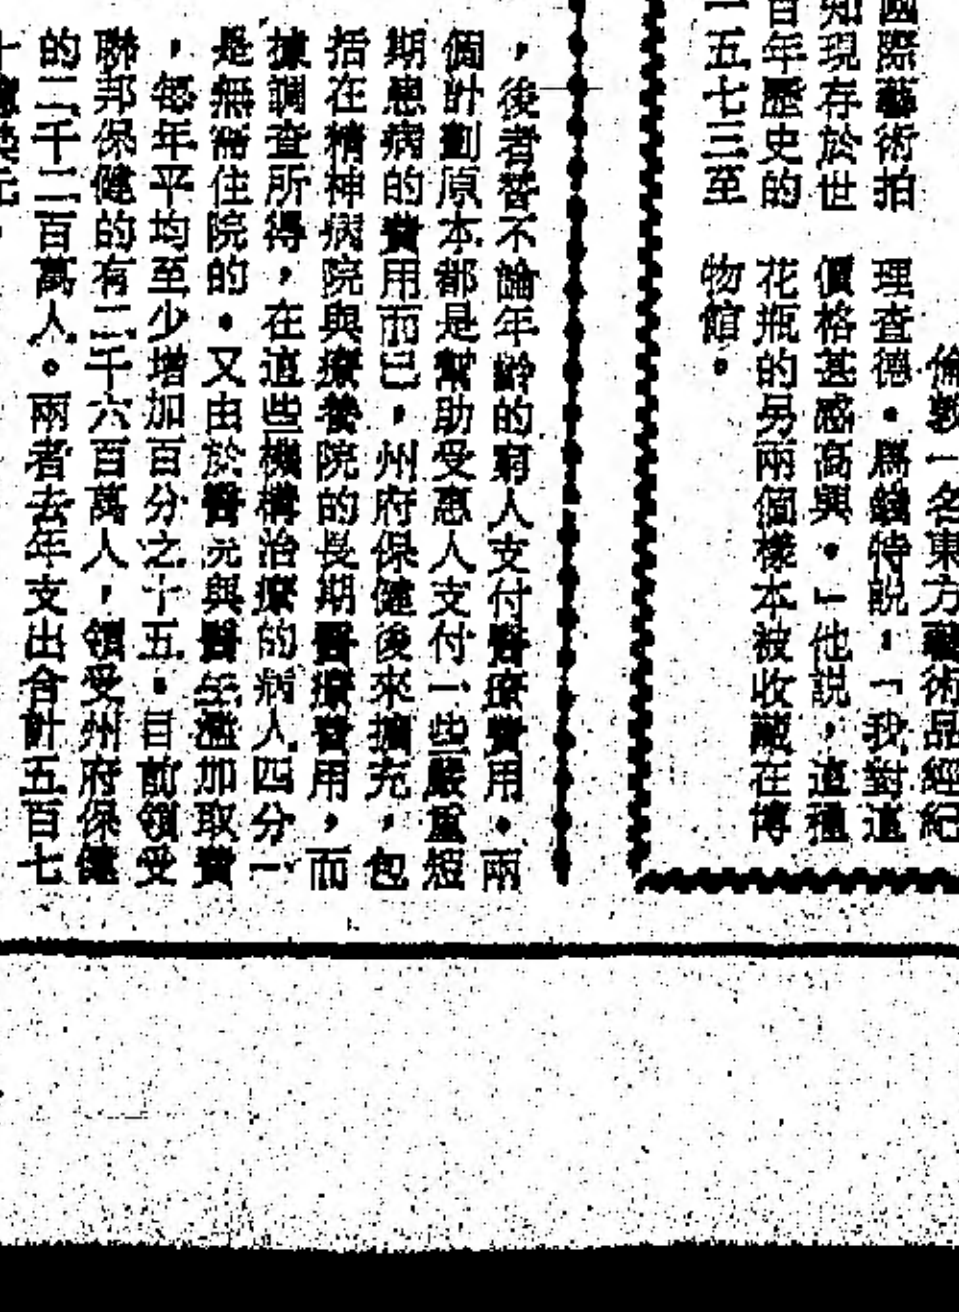 國際藝術拍
知現存於世
百年歷史的
一五七三至
倫敦一名東方藝術品經紀
理查德・馬錢特說：「我對這
價格甚感高興・」他說，這種
花瓶的另兩個樣本被收藏在博
物館・
，後者替不論年齡的窮人支付醫療費用・兩
個計劃原本都是幫助受惠人支付一些嚴重短
期患病的費用而已，州府保健後來擴充，包
括在精神病院與療養院的長期醫療費用，而
據調查所得，在這些機構治療的病人四分一
是無需住院的・又由於醫院與醫生濫加取費
，每年平均至少增加百分之十五・目前領受
聯邦保健的有二千六百萬人，領受州府保健
的二千二百萬人。兩者去年支出合計五百七
十億美元・